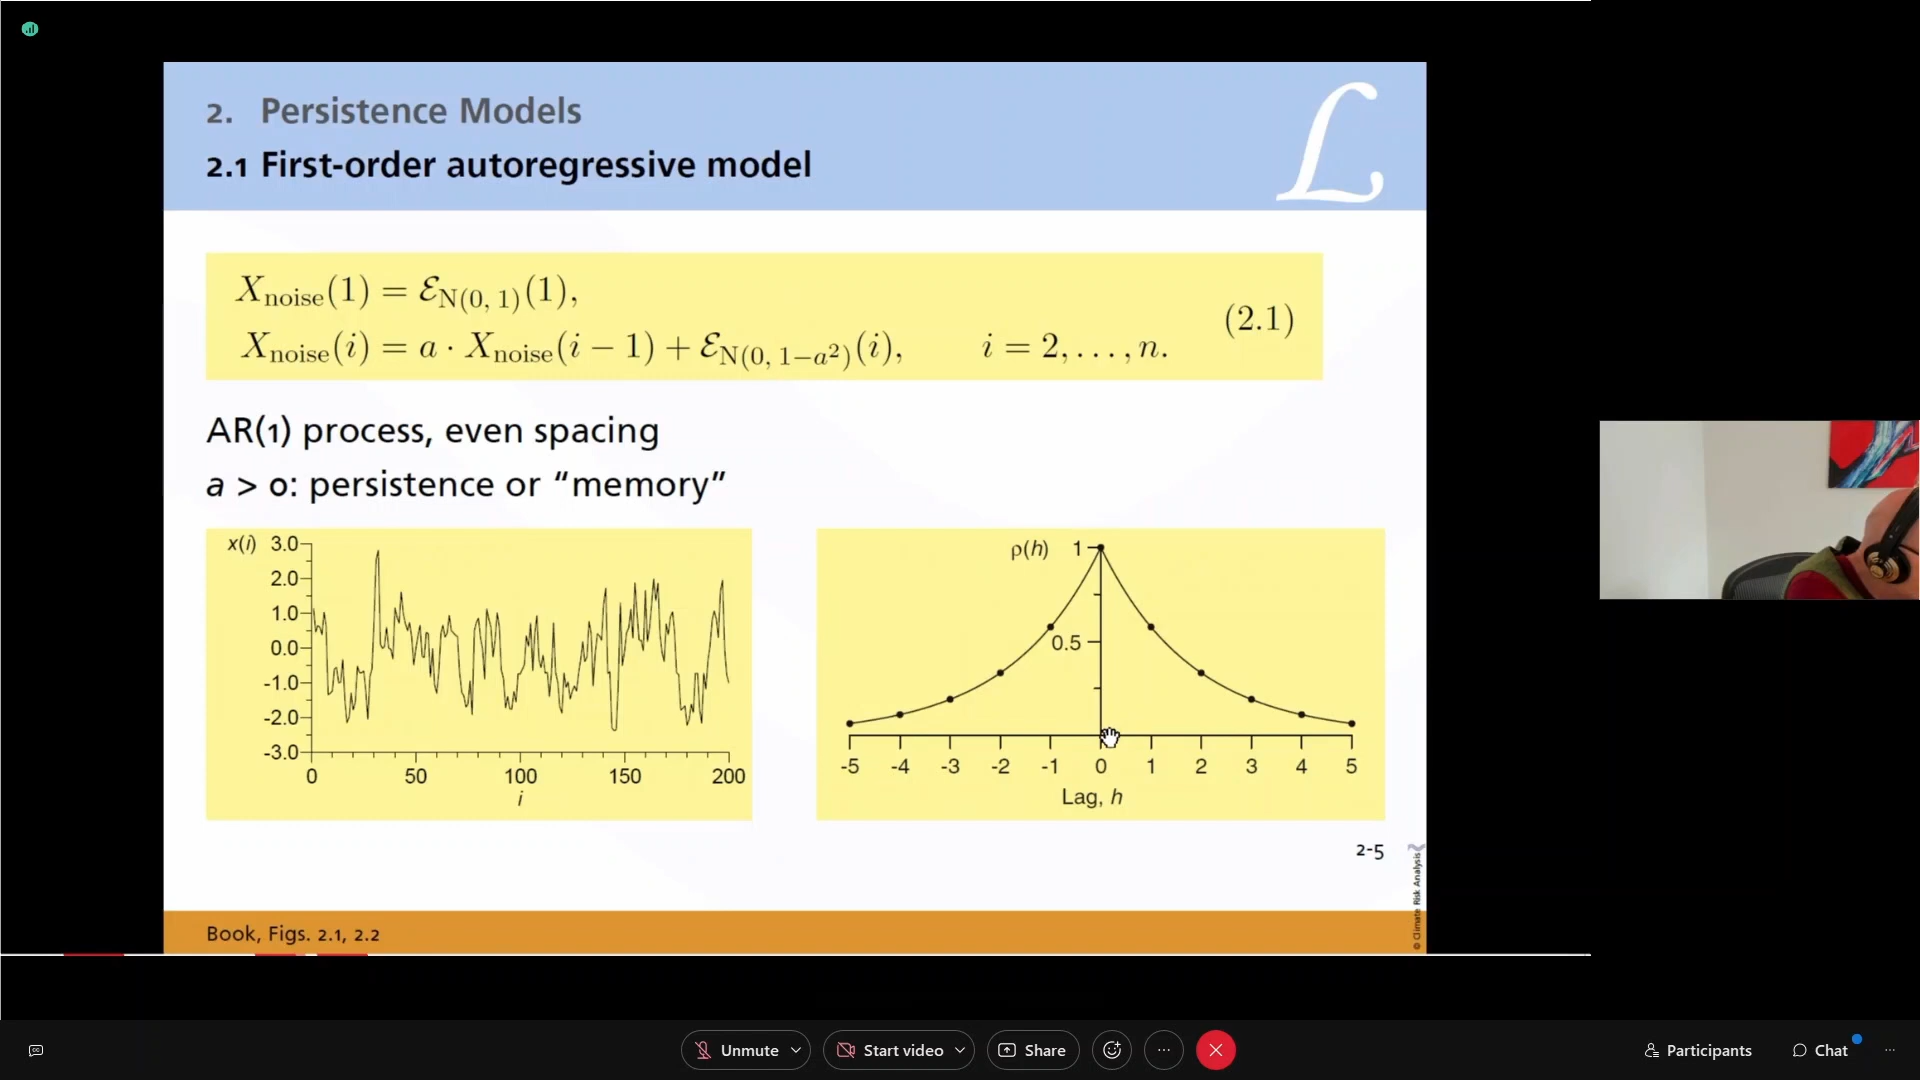 2. Persistence Models
2.1 First-order autoregressive model
ℒ
X_noise(1) = ℰ_N(0, 1)(1),
X_noise(i) = a · X_noise(i − 1) + ℰ_N(0, 1−a²)(i), i = 2, . . . , n.
(2.1)
AR(1) process, even spacing
a > 0: persistence or “memory”
x(i)
3.0
2.0
1.0
0.0
-1.0
-2.0
-3.0
0 50 100 150 200
i
ρ(h)
1
0.5
-5 -4 -3 -2 -1 0 1 2 3 4 5
Lag, h
2-5
© Climate Risk Analysis
Book, Figs. 2.1, 2.2
Unmute
Start video
Share
Participants
Chat